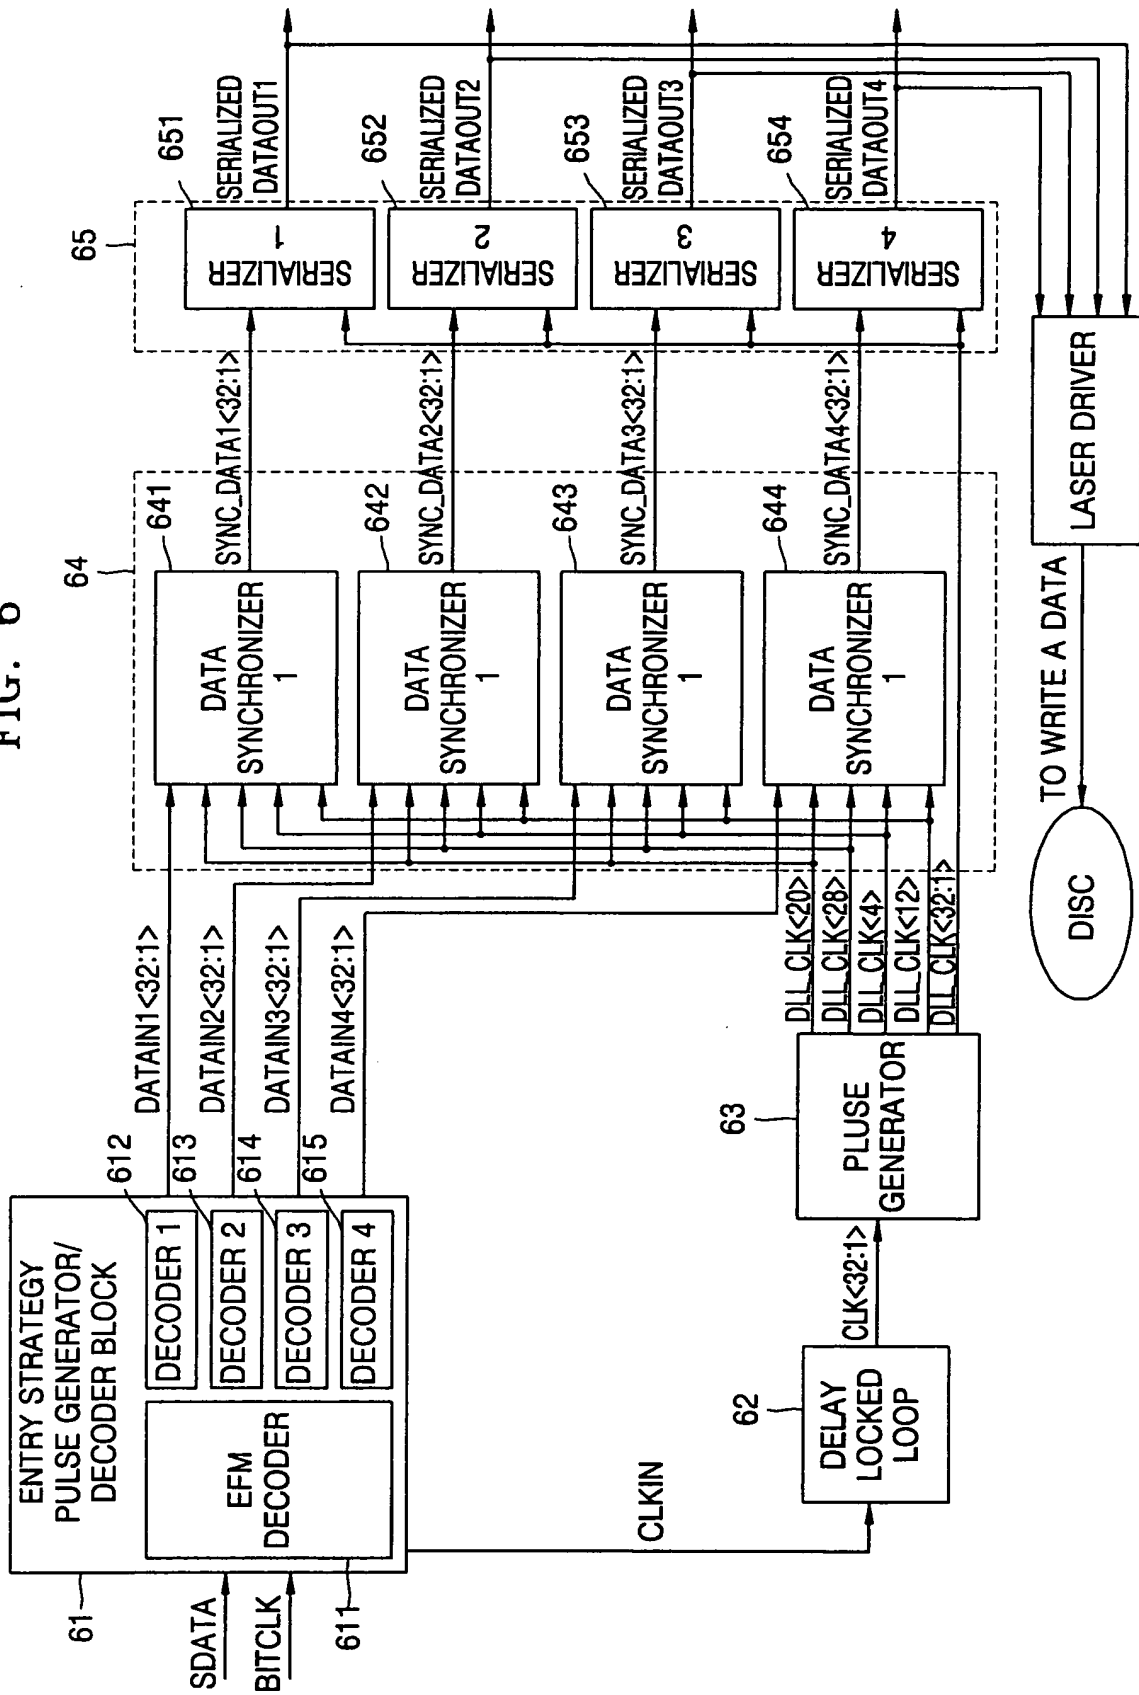 FIG. 6
ENTRY STRATEGY
PULSE GENERATOR/
DECODER BLOCK
61
SDATA
BITCLK
EFM
DECODER
611
DECODER 1
612
DECODER 2
613
DECODER 3
614
DECODER 4
615
DATAIN1<32:1>
DATAIN2<32:1>
DATAIN3<32:1>
DATAIN4<32:1>
CLKIN
62
DELAY
LOCKED
LOOP
CLK<32:1>
63
PLUSE
GENERATOR
DLL_CLK<20>
DLL_CLK<28>
DLL_CLK<4>
DLL_CLK<12>
DLL_CLK<32:1>
64
641
DATA
SYNCHRONIZER
1
642
DATA
SYNCHRONIZER
1
643
DATA
SYNCHRONIZER
1
644
DATA
SYNCHRONIZER
1
SYNC_DATA1<32:1>
SYNC_DATA2<32:1>
SYNC_DATA3<32:1>
SYNC_DATA4<32:1>
65
651
SERIALIZER
1
652
SERIALIZER
2
653
SERIALIZER
3
654
SERIALIZER
4
SERIALIZED
DATAOUT1
SERIALIZED
DATAOUT2
SERIALIZED
DATAOUT3
SERIALIZED
DATAOUT4
LASER DRIVER
TO WRITE A DATA
DISC